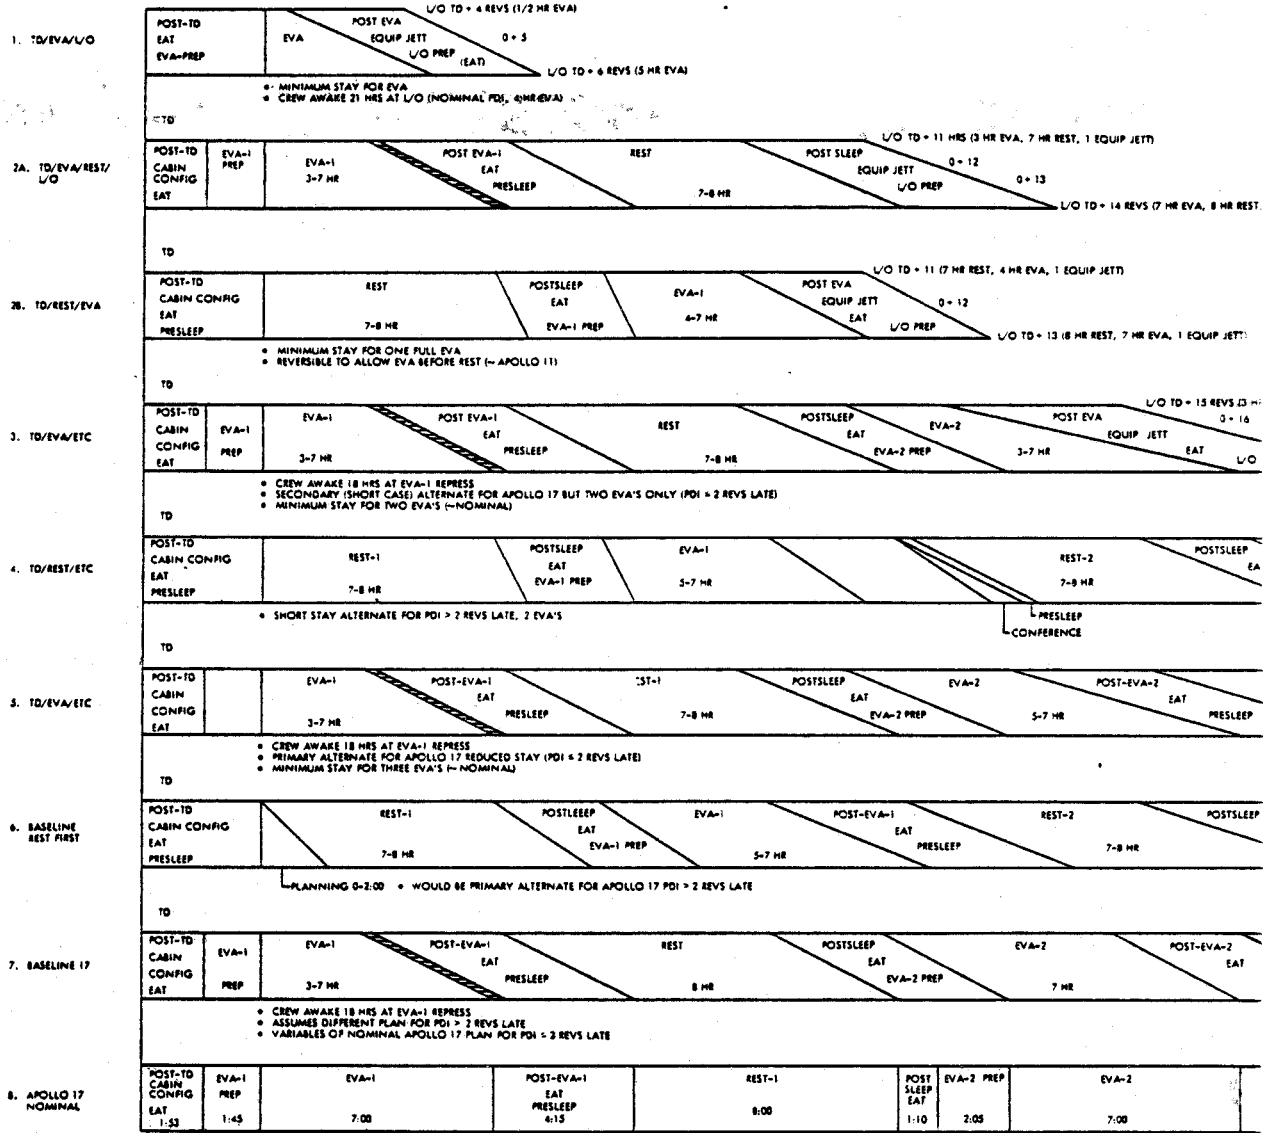 L/O TD + 4 REVS (1/2 HR EVA)
1. TD/EVA/L/O
POST-TD
EAT
EVA-PREP
EVA
POST EVA
EQUIP JETT
L/O PREP
(EAT)
0 + 5
L/O TD + 6 REVS (5 HR EVA)
• MINIMUM STAY FOR EVA
• CREW AWAKE 21 HRS AT L/O (NOMINAL PDI, 4 HR EVA)
TD
L/O TD + 11 HRS (3 HR EVA, 7 HR REST, 1 EQUIP JETT)
2A. TD/EVA/REST/
L/O
POST-TD
CABIN
CONFIG
EAT
EVA-1
PREP
EVA-1
3-7 HR
POST EVA-1
EAT
PRESLEEP
REST
7-8 HR
POST SLEEP
EQUIP JETT
L/O PREP
0 + 12
0 + 13
L/O TD + 14 REVS (7 HR EVA, 8 HR REST,
TD
L/O TD + 11 (7 HR REST, 4 HR EVA, 1 EQUIP JETT)
2B. TD/REST/EVA
POST-TD
CABIN CONFIG
EAT
PRESLEEP
REST
7-8 HR
POSTSLEEP
EAT
EVA-1 PREP
EVA-1
4-7 HR
POST EVA
EQUIP JETT
EAT
L/O PREP
0 + 12
L/O TD + 13 (8 HR REST, 7 HR EVA, 1 EQUIP JETT)
• MINIMUM STAY FOR ONE FULL EVA
• REVERSIBLE TO ALLOW EVA BEFORE REST (~ APOLLO 11)
TD
L/O TD + 15 REVS (3 H
3. TD/EVA/ETC
POST-TD
CABIN
CONFIG
EAT
EVA-1
PREP
EVA-1
3-7 HR
POST EVA-1
EAT
PRESLEEP
REST
7-8 HR
POSTSLEEP
EAT
EVA-2 PREP
EVA-2
3-7 HR
POST EVA
EQUIP JETT
EAT
L/O
0 + 16
• CREW AWAKE 18 HRS AT EVA-1 REPRESS
• SECONDARY (SHORT CASE) ALTERNATE FOR APOLLO 17 BUT TWO EVA'S ONLY (PDI ≤ 2 REVS LATE)
• MINIMUM STAY FOR TWO EVA'S (~NOMINAL)
TD
4. TD/REST/ETC
POST-TD
CABIN CONFIG
EAT
PRESLEEP
REST-1
7-8 HR
POSTSLEEP
EAT
EVA-1 PREP
EVA-1
5-7 HR
REST-2
7-8 HR
POSTSLEEP
EA
• SHORT STAY ALTERNATE FOR PDI > 2 REVS LATE, 2 EVA'S
PRESLEEP
CONFERENCE
TD
5. TD/EVA/ETC
POST-TD
CABIN
CONFIG
EAT
EVA-1
3-7 HR
POST-EVA-1
EAT
PRESLEEP
ST-1
7-8 HR
POSTSLEEP
EAT
EVA-2 PREP
EVA-2
5-7 HR
POST-EVA-2
EAT
PRESLEEP
• CREW AWAKE 18 HRS AT EVA-1 REPRESS
• PRIMARY ALTERNATE FOR APOLLO 17 REDUCED STAY (PDI ≤ 2 REVS LATE)
• MINIMUM STAY FOR THREE EVA'S (~ NOMINAL)
TD
6. BASELINE
REST FIRST
POST-TD
CABIN CONFIG
EAT
PRESLEEP
REST-1
7-8 HR
POSTLEEEP
EAT
EVA-1 PREP
EVA-1
5-7 HR
POST-EVA-1
EAT
PRESLEEP
REST-2
7-8 HR
POSTSLEEP
PLANNING 0-2:00 • WOULD BE PRIMARY ALTERNATE FOR APOLLO 17 PDI > 2 REVS LATE
TD
7. BASELINE 17
POST-TD
CABIN
CONFIG
EAT
EVA-1
PREP
EVA-1
3-7 HR
POST-EVA-1
EAT
PRESLEEP
REST
8 HR
POSTSLEEP
EAT
EVA-2 PREP
EVA-2
7 HR
POST-EVA-2
EAT
• CREW AWAKE 18 HRS AT EVA-1 REPRESS
• ASSUMES DIFFERENT PLAN FOR PDI > 2 REVS LATE
• VARIABLES OF NOMINAL APOLLO 17 PLAN FOR PDI ≤ 2 REVS LATE
8. APOLLO 17
NOMINAL
POST-TD
CABIN
CONFIG
EAT
1:53
EVA-1
PREP
1:45
EVA-1
7:00
POST-EVA-1
EAT
PRESLEEP
4:15
REST-1
8:00
POST
SLEEP
EAT
1:10
EVA-2 PREP
2:05
EVA-2
7:00